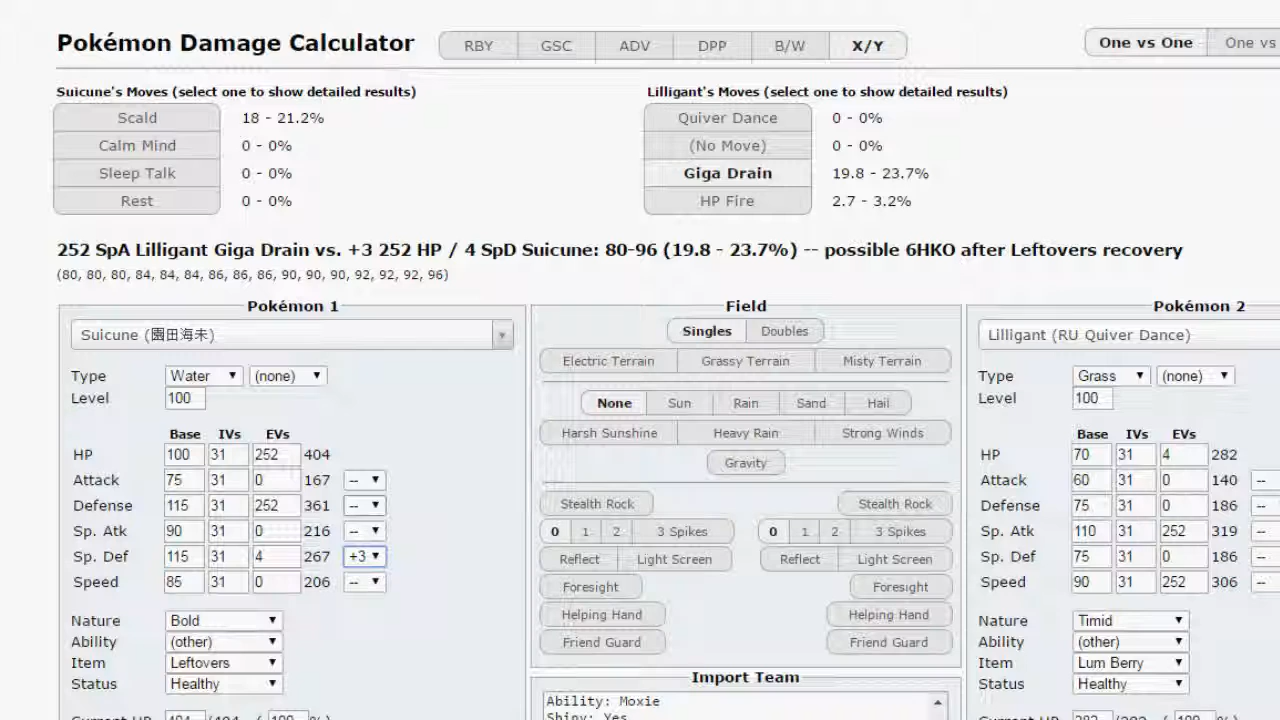 Pokémon Damage Calculator RBY GSC ADV DPP B/W X/Y One vs One One vs
Suicune's Moves (select one to show detailed results) Lilligant's Moves (select one to show detailed results)
Scald 18 - 21.2% Quiver Dance 0 - 0%
Calm Mind 0 - 0% (No Move) 0 - 0%
Sleep Talk 0 - 0% Giga Drain 19.8 - 23.7%
Rest 0 - 0% HP Fire 2.7 - 3.2%
252 SpA Lilligant Giga Drain vs. +3 252 HP / 4 SpD Suicune: 80-96 (19.8 - 23.7%) -- possible 6HKO after Leftovers recovery
(80, 80, 80, 84, 84, 84, 86, 86, 86, 90, 90, 90, 92, 92, 92, 96)
Pokémon 1 Field Pokémon 2
Suicune (園田海未) Singles Doubles Lilligant (RU Quiver Dance)
Electric Terrain Grassy Terrain Misty Terrain
Type Water (none) Type Grass (none)
Level 100 None Sun Rain Sand Hail Level 100
Base IVs EVs Harsh Sunshine Heavy Rain Strong Winds Base IVs EVs
HP 100 31 252 404 Gravity HP 70 31 4 282
Attack 75 31 0 167 -- Attack 60 31 0 140 --
Defense 115 31 252 361 -- Stealth Rock Stealth Rock Defense 75 31 0 186 --
Sp. Atk 90 31 0 216 -- 0 1 2 3 Spikes 0 1 2 3 Spikes Sp. Atk 110 31 252 319 --
Sp. Def 115 31 4 267 +3 Reflect Light Screen Reflect Light Screen Sp. Def 75 31 0 186 --
Speed 85 31 0 206 -- Foresight Foresight Speed 90 31 252 306 --
Nature Bold Helping Hand Helping Hand Nature Timid
Ability (other) Friend Guard Friend Guard Ability (other)
Item Leftovers Item Lum Berry
Status Healthy Import Team Status Healthy
Ability: Moxie
Current HP 404 /404 ( 100 %) Shiny: Yes Current HP 282 /282 ( 100 %)